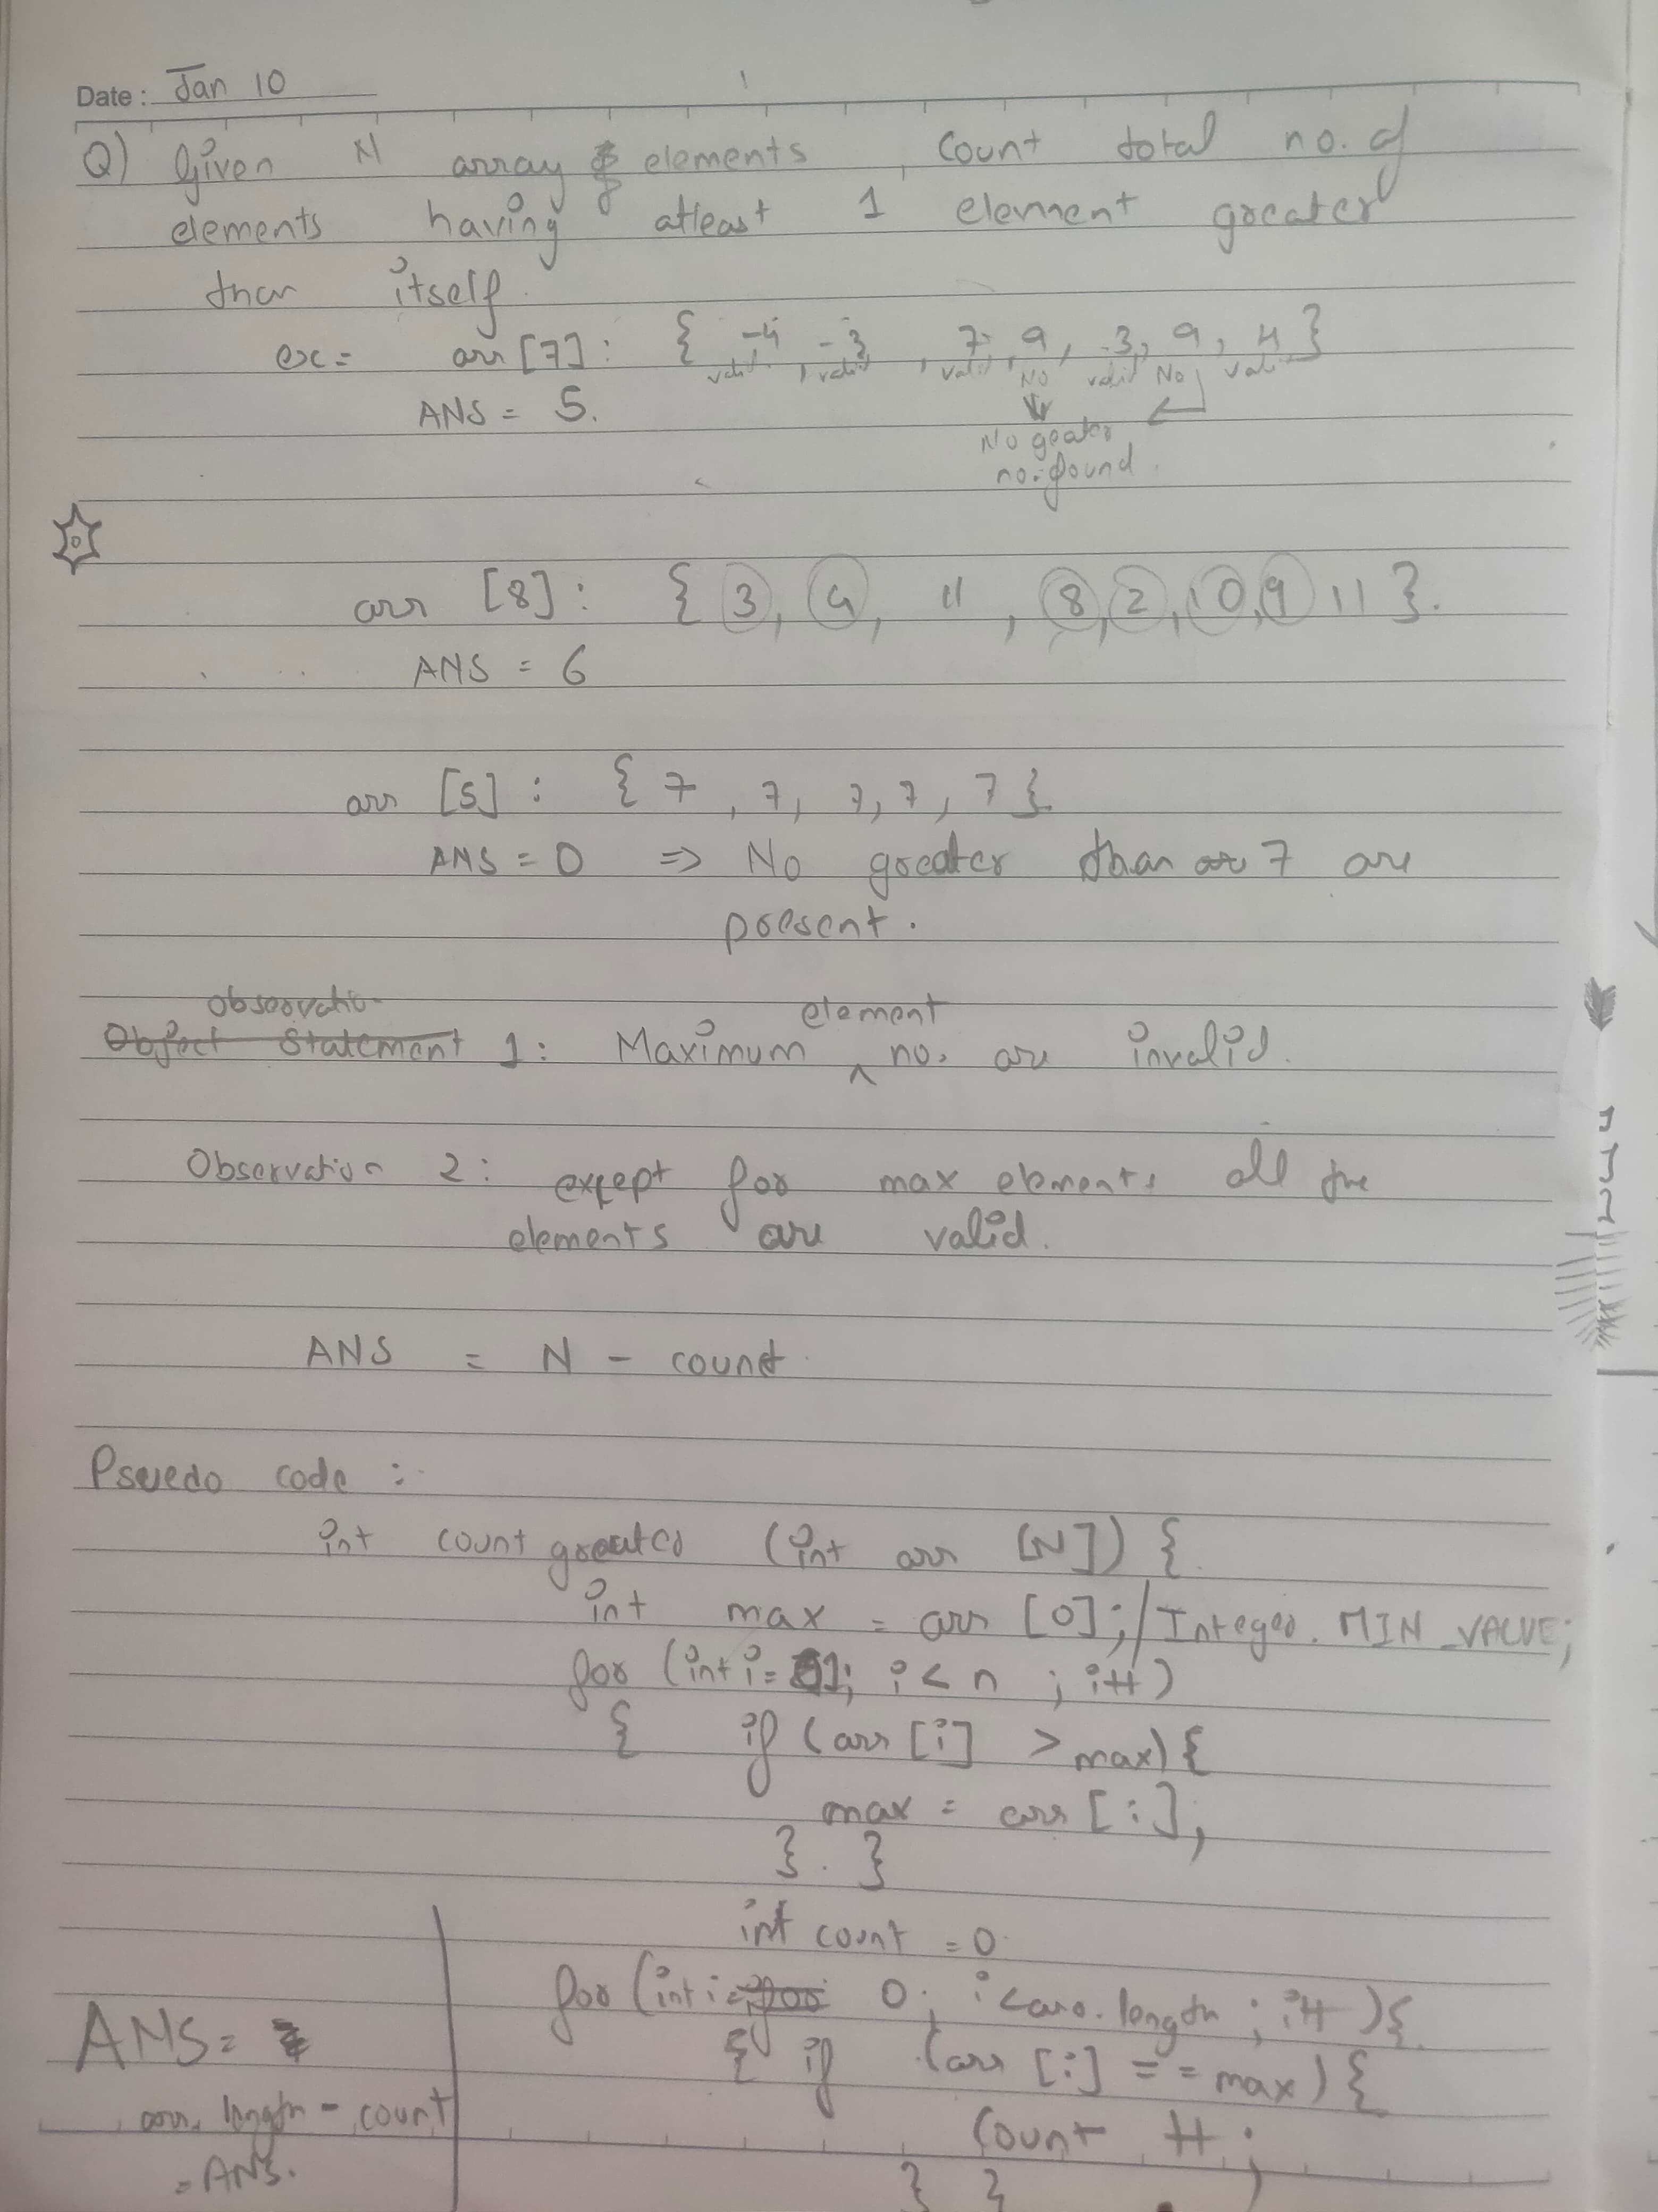 Date: Jan 10
Q) Given N array of elements, count total no. of
elements having atleast 1 element greater
than itself.
ex = arr [7] : { -4, -3, 7, 9, -3, 9, 4 }
valid, valid, valid No valid No valid
ANS = 5.
No geater
no. found.
arr [8] : { 3, 4, 11, 8, 2, 10, 9 11 }.
ANS = 6
arr [5] : { 7, 7, 7, 7, 7 }
ANS = 0 => No greater than 7 are
present.
Observation element
Object Statement 1: Maximum ^ no. are invalid.
Observation 2: except for max elements all the
elements are valid.
ANS = N - count
Psuedo code :
int count greater (int arr [N]) {
int max = arr [0]; / Integer. MIN_VALUE;
for (int i = 1; i < n ; i++)
{ if (arr [i] > max) {
max = arr [i],
} . }
int count = 0
for (int i = 0; i < arr. length ; i++) {
{ if (arr [i] == max) {
Count ++ ;
} }
ANS =
arr. length - count
= ANS.